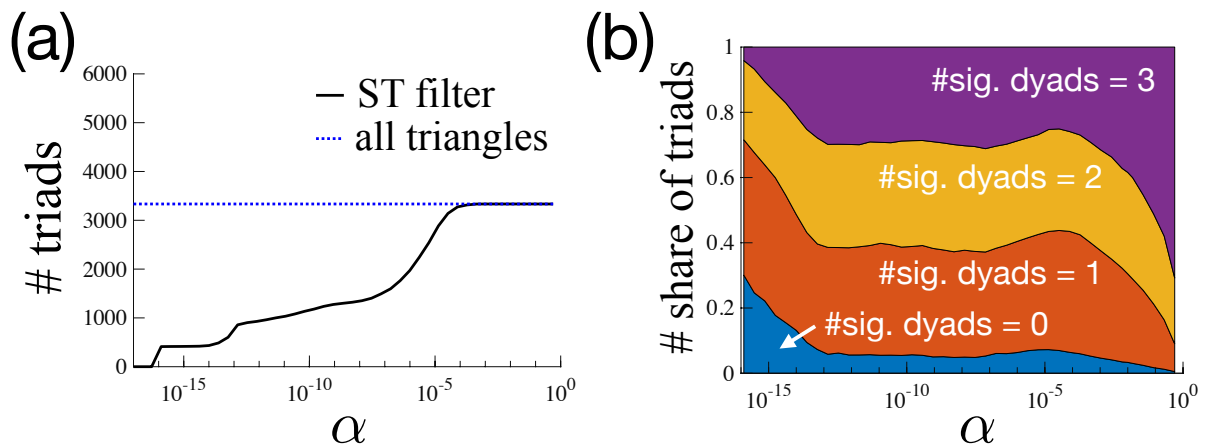 (a)
# triads
6000
5000
4000
3000
2000
1000
0
ST filter
all triangles
10^-15
10^-10
10^-5
10^0
α
(b)
# share of triads
1
0.8
0.6
0.4
0.2
0
#sig. dyads = 3
#sig. dyads = 2
#sig. dyads = 1
#sig. dyads = 0
10^-15
10^-10
10^-5
10^0
α